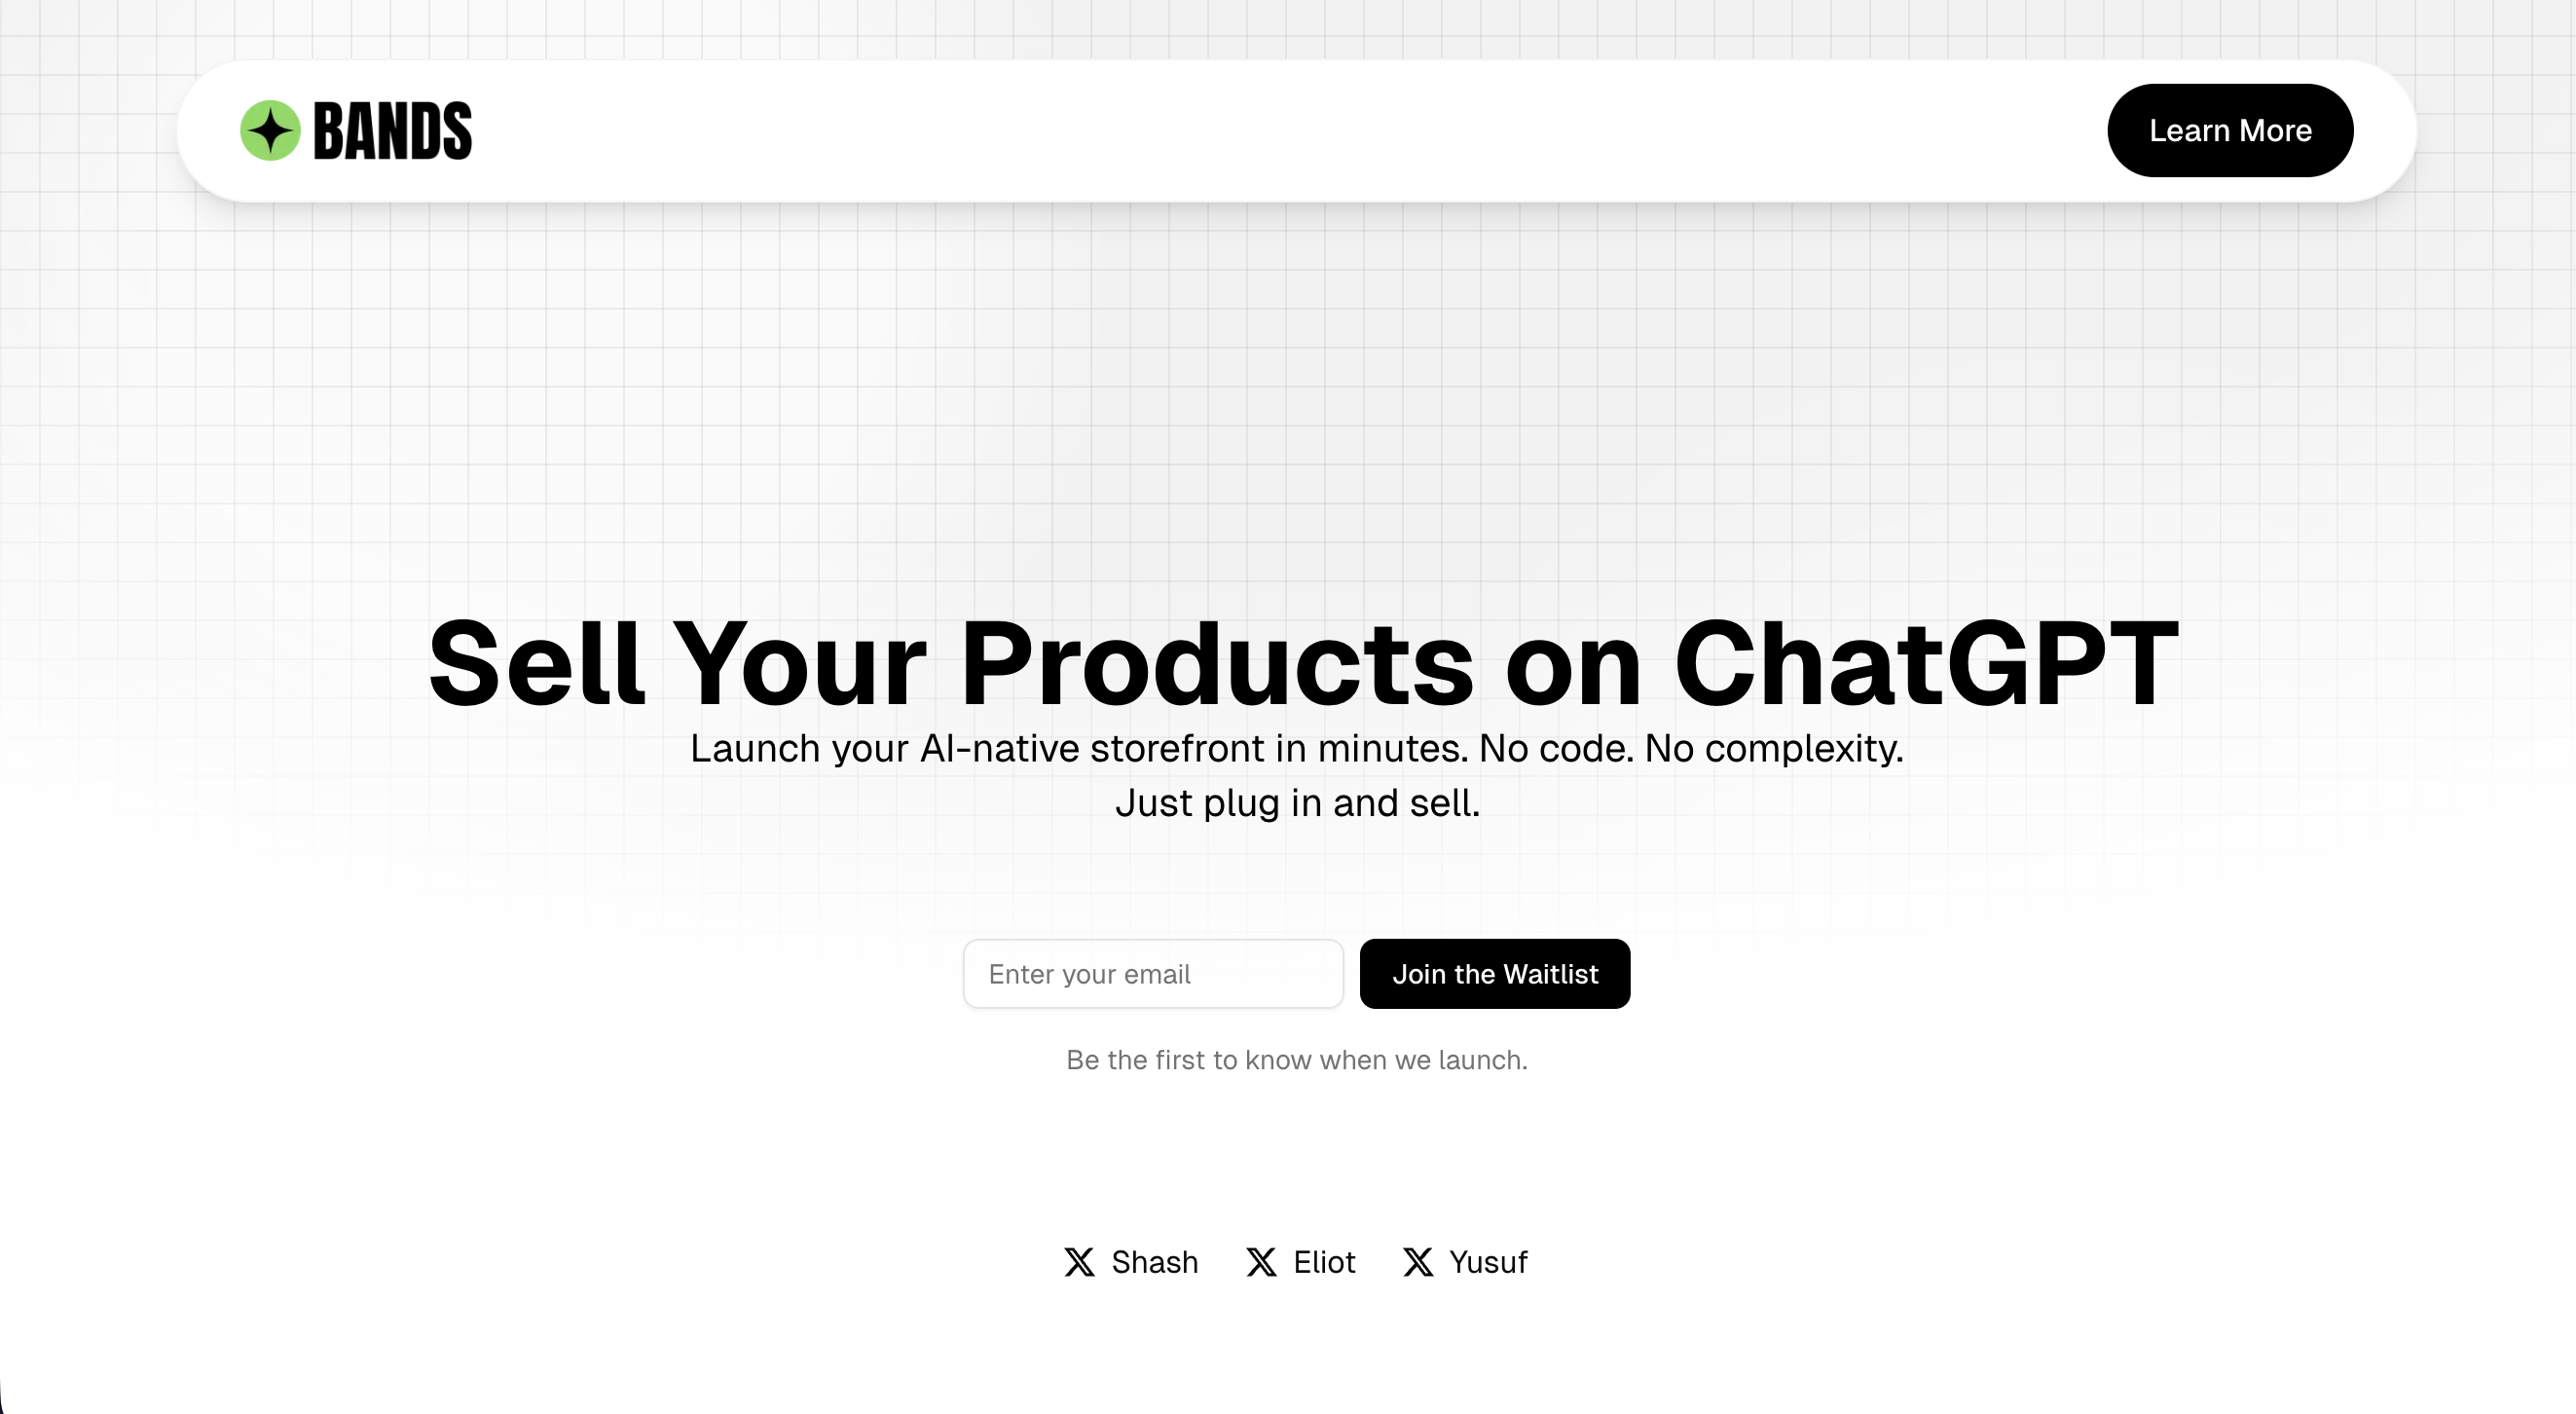 BANDS
Learn More
Sell Your Products on ChatGPT
Launch your AI-native storefront in minutes. No code. No complexity.
Just plug in and sell.
Enter your email
Join the Waitlist
Be the first to know when we launch.
Shash
Eliot
Yusuf